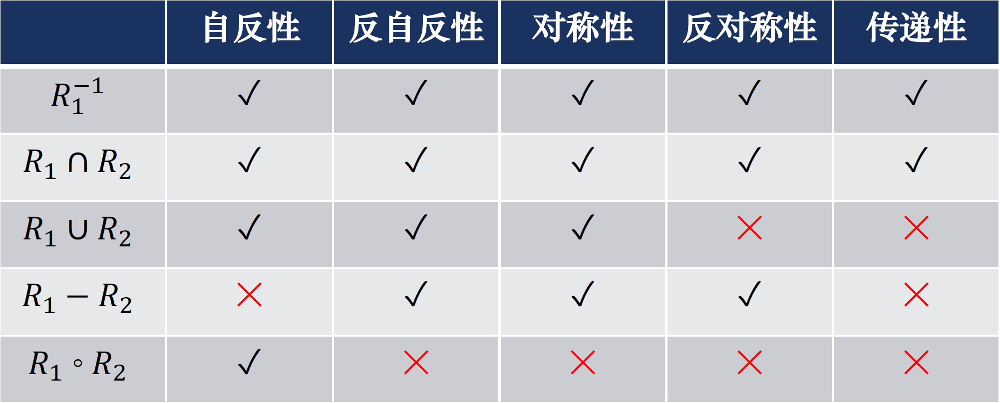 自反性 反自反性 对称性 反对称性 传递性
$R_1^{-1}$ ✓ ✓ ✓ ✓ ✓
$R_1 \cap R_2$ ✓ ✓ ✓ ✓ ✓
$R_1 \cup R_2$ ✓ ✓ ✓ × ×
$R_1 - R_2$ × ✓ ✓ ✓ ×
$R_1 \circ R_2$ ✓ × × × ×